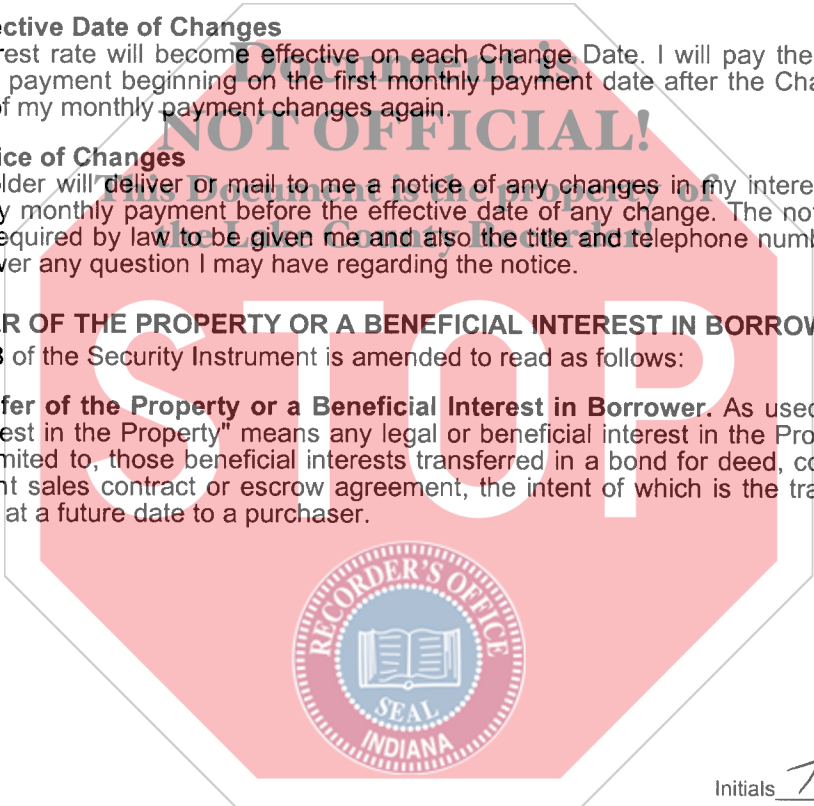 ective Date of Changes
rest rate will become effective on each Change Date. I will pay the
payment beginning on the first monthly payment date after the Cha
of my monthly payment changes again.
ice of Changes
lder will deliver or mail to me a notice of any changes in my intere
y monthly payment before the effective date of any change. The not
equired by law to be given me and also the title and telephone numb
ver any question I may have regarding the notice.
R OF THE PROPERTY OR A BENEFICIAL INTEREST IN BORROW
of the Security Instrument is amended to read as follows:
fer of the Property or a Beneficial Interest in Borrower. As used
est in the Property" means any legal or beneficial interest in the Pro
mited to, those beneficial interests transferred in a bond for deed, co
nt sales contract or escrow agreement, the intent of which is the tra
at a future date to a purchaser.
Document is
NOT OFFICIAL!
This Document is the property of
the Lake County Recorder!
STOP
RECORDER'S OFFICE
SEAL
INDIANA
Initials